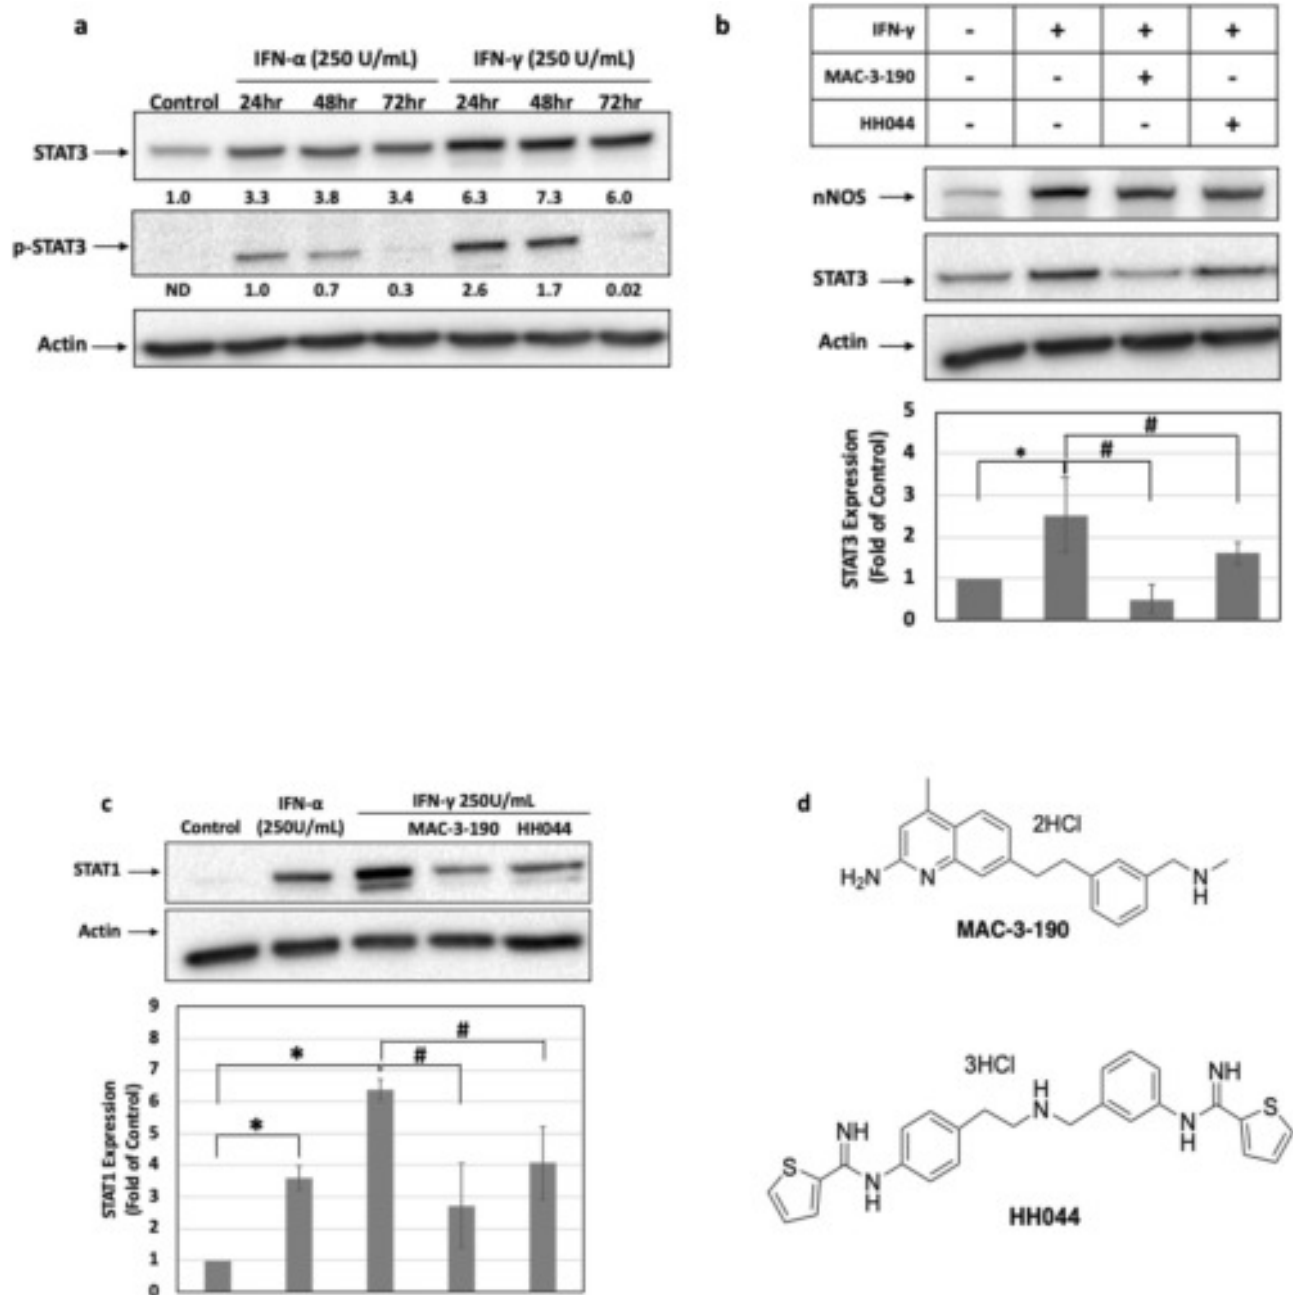 a
IFN-α (250 U/mL) IFN-γ (250 U/mL)
Control 24hr 48hr 72hr 24hr 48hr 72hr
STAT3
1.0 3.3 3.8 3.4 6.3 7.3 6.0
p-STAT3
ND 1.0 0.7 0.3 2.6 1.7 0.02
Actin
b
IFN-γ - + + +
MAC-3-190 - - + -
HH044 - - - +
nNOS
STAT3
Actin
STAT3 Expression
(Fold of Control)
5
4
3
2
1
0
* # #
c
IFN-α
(250U/mL)
IFN-γ 250U/mL
Control MAC-3-190 HH044
STAT1
Actin
STAT1 Expression
(Fold of Control)
9
8
7
6
5
4
3
2
1
0
* * # #
d
2HCl
H₂N N N
H
MAC-3-190
3HCl
S NH N
H
H
N
N
H
NH S
HH044